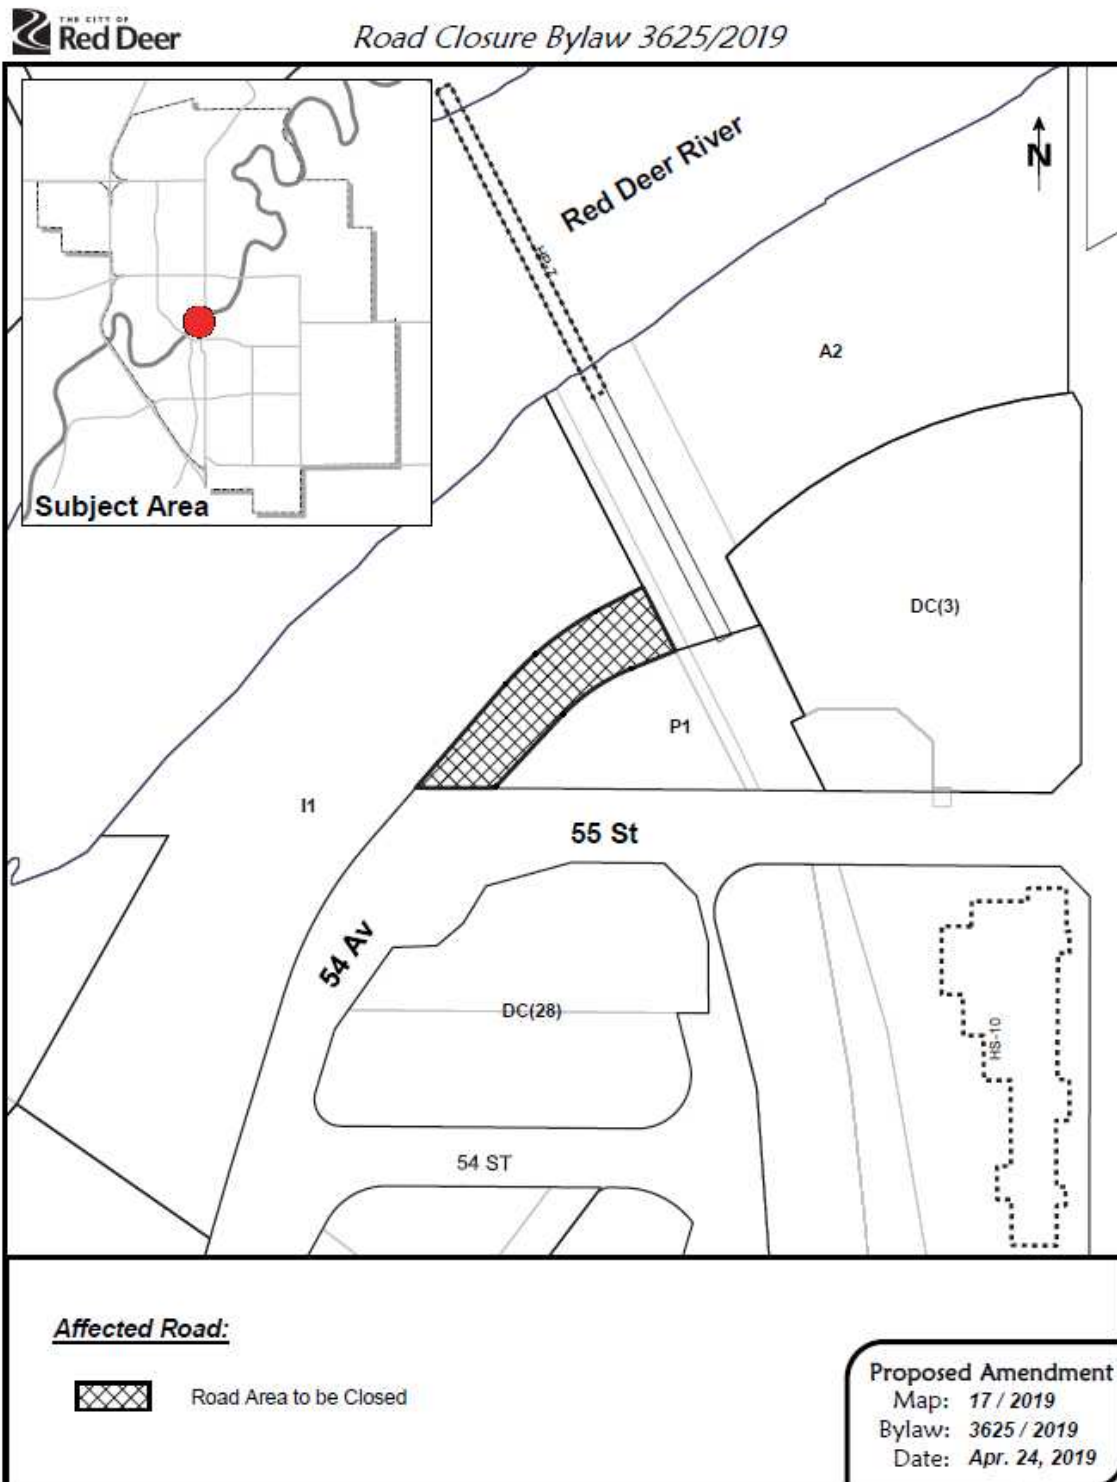 THE CITY OF
Red Deer
Road Closure Bylaw 3625/2019
Red Deer River
N
HP-2
A2
Subject Area
DC(3)
P1
I1
55 St
54 Av
DC(28)
HS-10
54 ST
Affected Road:
Road Area to be Closed
Proposed Amendment
Map: 17 / 2019
Bylaw: 3625 / 2019
Date: Apr. 24, 2019